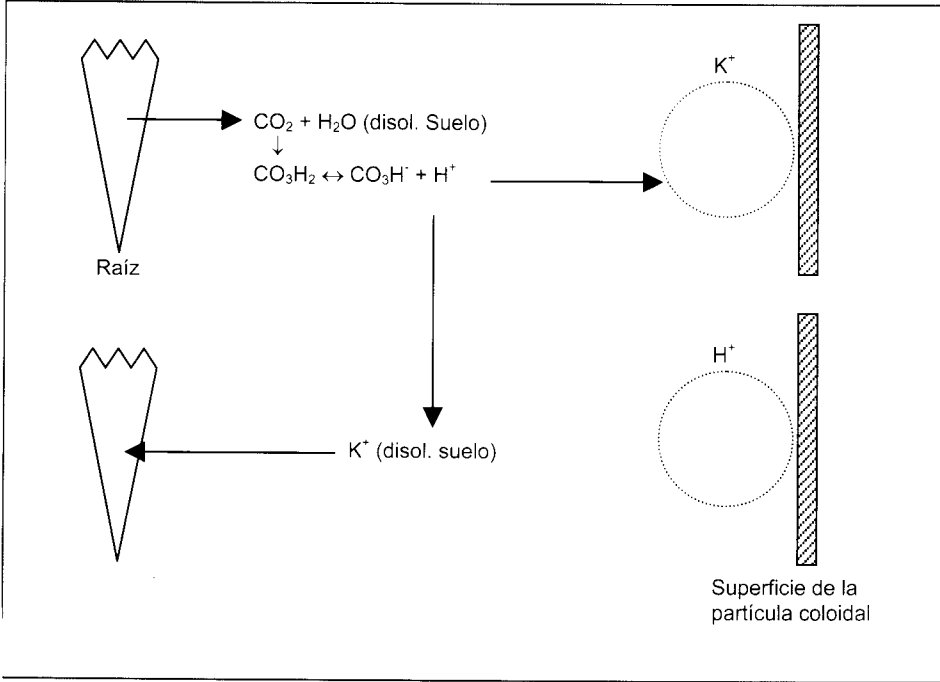 K⁺
CO₂ + H₂O (disol. Suelo)
↓
CO₃H₂ ↔ CO₃H⁻ + H⁺
Raíz
H⁺
K⁺ (disol. suelo)
Superficie de la
partícula coloidal